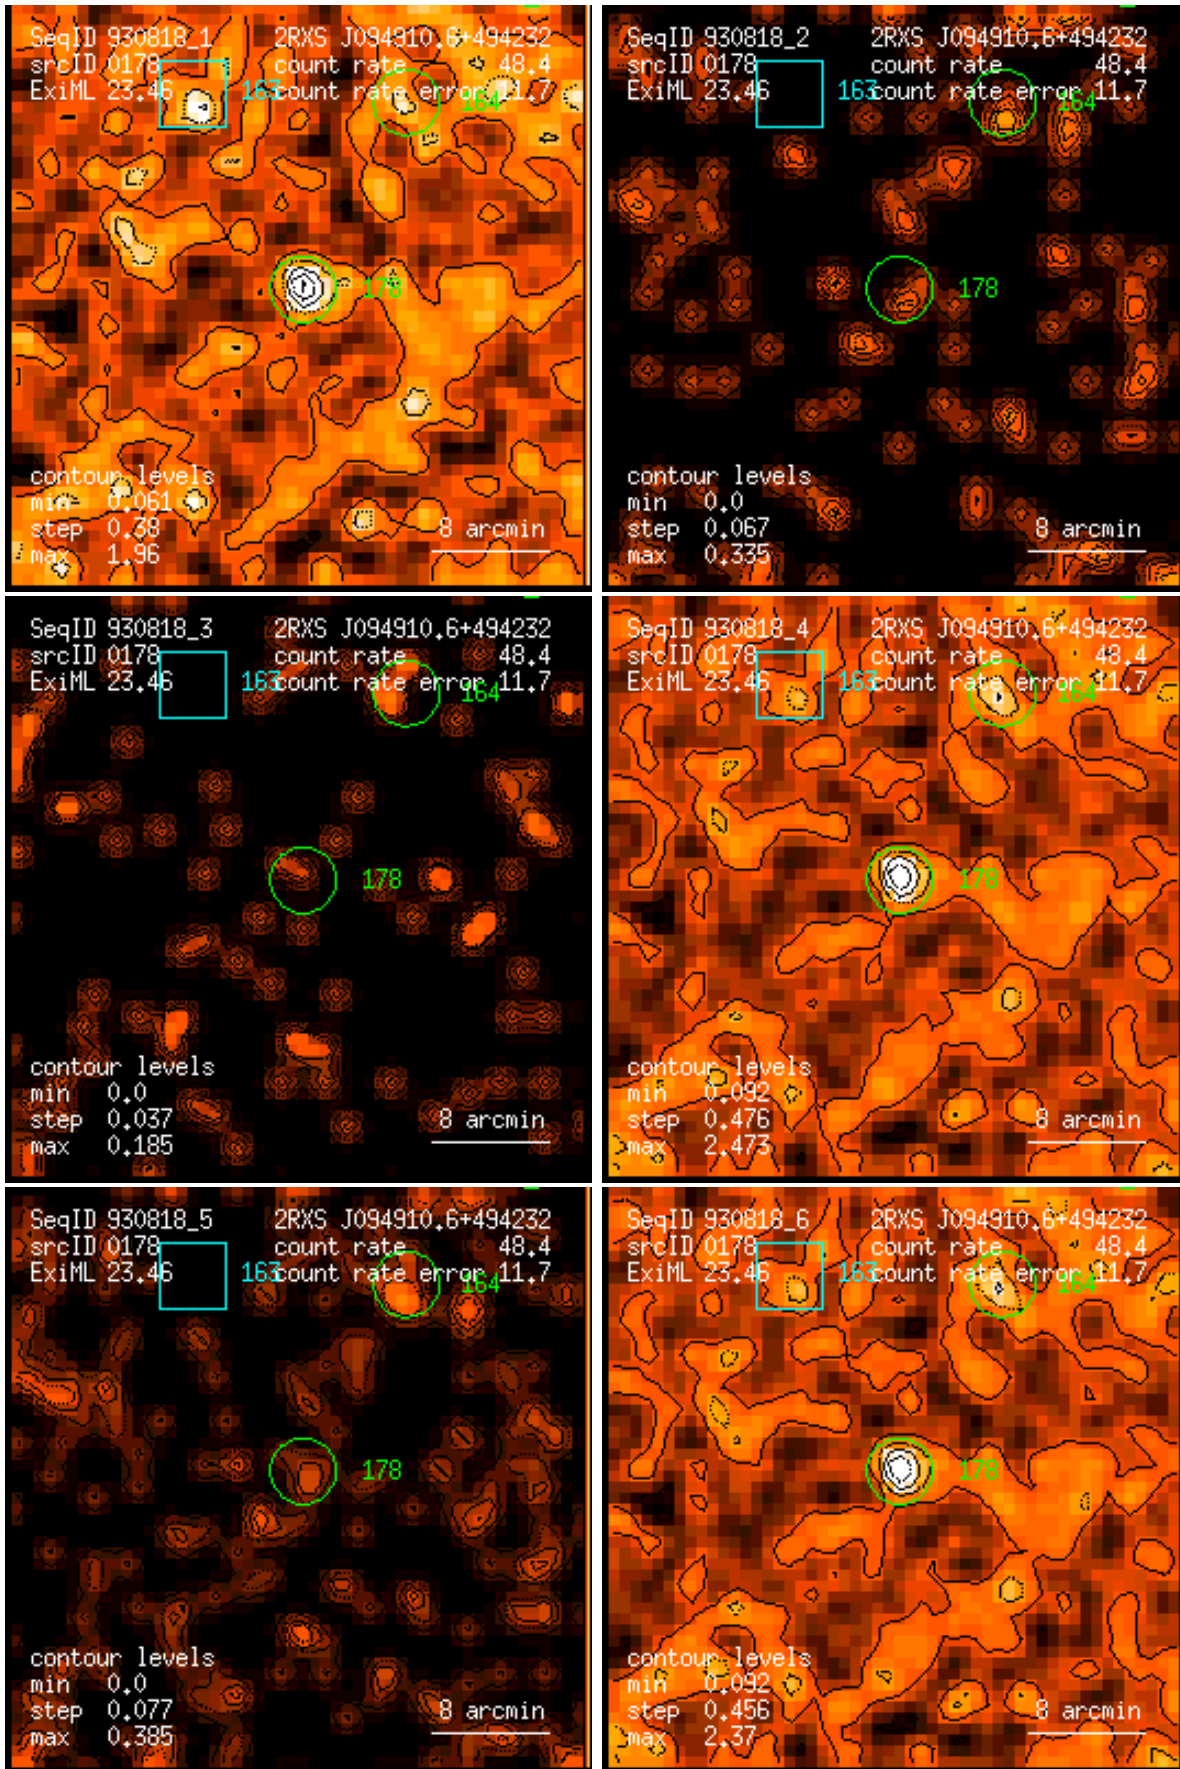 SeqID 930818_1 2RXS J094910.6+494232
srcID 0178 count rate 48.4
ExiML 23.46 163 count rate error 11.7
164
178
contour levels
min 0.061
step 0.38
max 1.96
8 arcmin
SeqID 930818_2 2RXS J094910.6+494232
srcID 0178 count rate 48.4
ExiML 23.46 163 count rate error 11.7
164
178
contour levels
min 0.0
step 0.067
max 0.335
8 arcmin
SeqID 930818_3 2RXS J094910.6+494232
srcID 0178 count rate 48.4
ExiML 23.46 163 count rate error 11.7
164
178
contour levels
min 0.0
step 0.037
max 0.185
8 arcmin
SeqID 930818_4 2RXS J094910.6+494232
srcID 0178 count rate 48.4
ExiML 23.46 163 count rate error 11.7
164
178
contour levels
min 0.092
step 0.476
max 2.473
8 arcmin
SeqID 930818_5 2RXS J094910.6+494232
srcID 0178 count rate 48.4
ExiML 23.46 163 count rate error 11.7
164
178
contour levels
min 0.0
step 0.077
max 0.385
8 arcmin
SeqID 930818_6 2RXS J094910.6+494232
srcID 0178 count rate 48.4
ExiML 23.46 163 count rate error 11.7
164
178
contour levels
min 0.092
step 0.456
max 2.37
8 arcmin